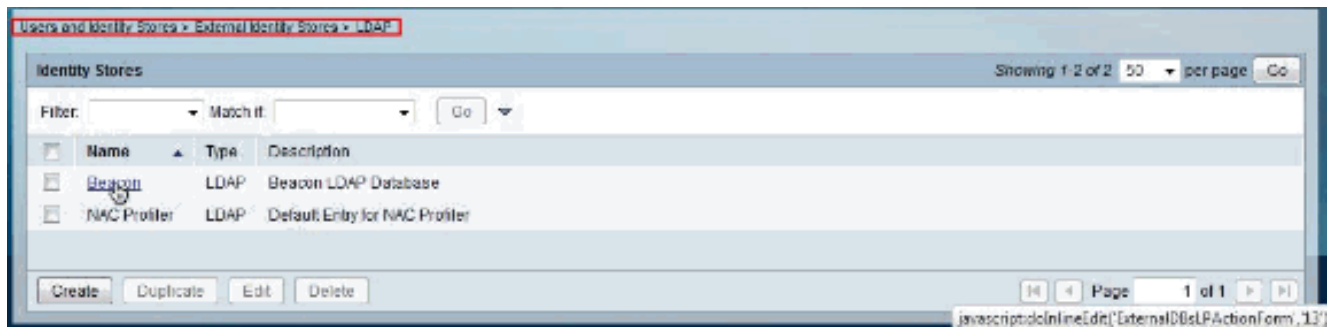 Users and Identity Stores > External Identity Stores > LDAP
Identity Stores
Showing 1-2 of 2 50 per page Go
Filter: Match if: Go
Name Type Description
Beacon LDAP Beacon LDAP Database
NAC Profiler LDAP Default Entry for NAC Profiler
Create Duplicate Edit Delete
Page 1 of 1
javascript:doInlineEdit('ExternalDBsLPActionForm','13')